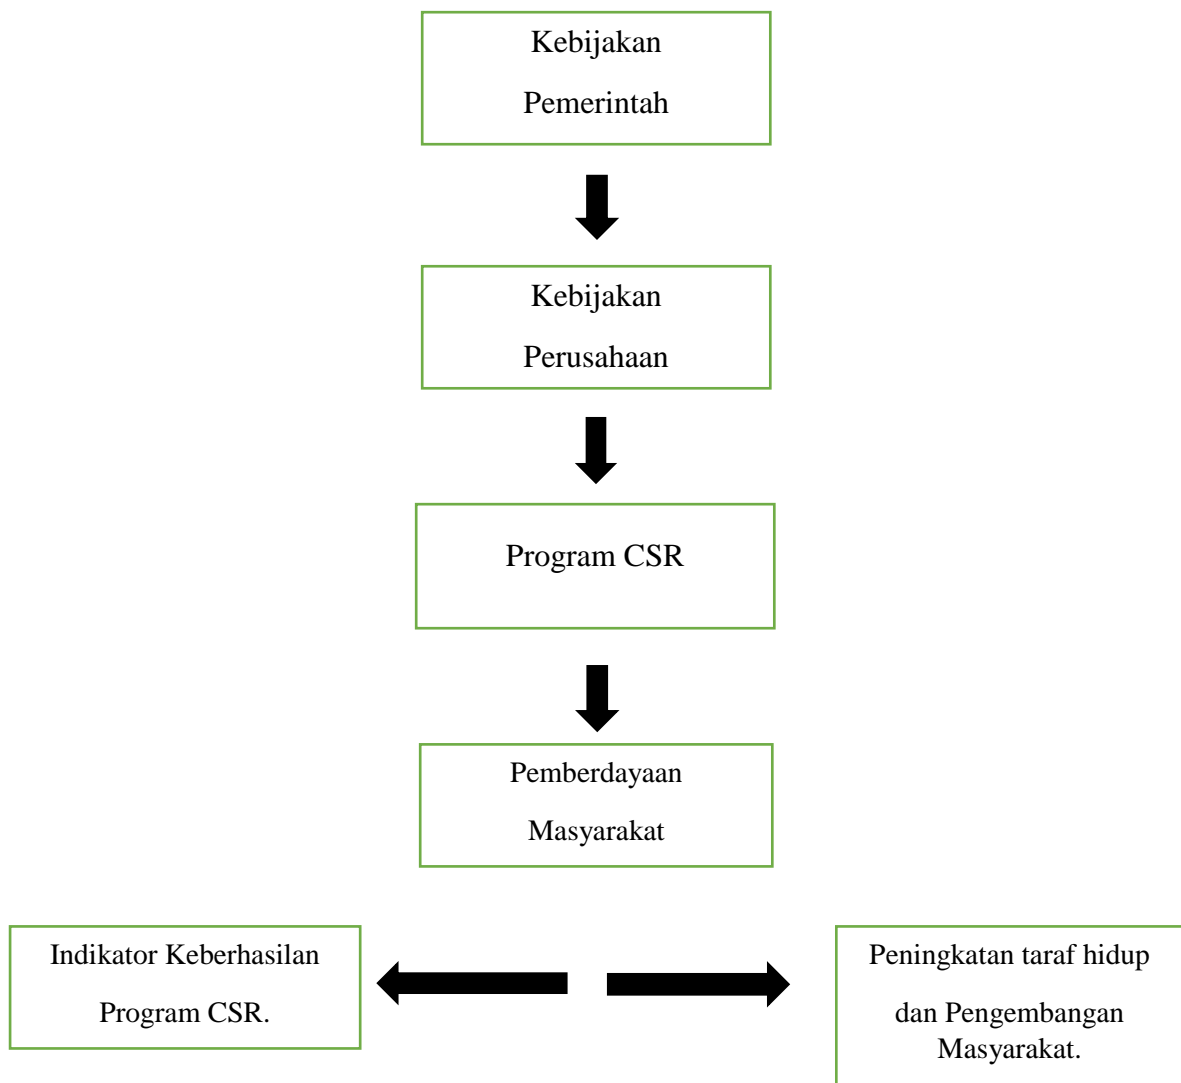 Kebijakan
Pemerintah
Kebijakan
Perusahaan
Program CSR
Pemberdayaan
Masyarakat
Indikator Keberhasilan
Program CSR.
Peningkatan taraf hidup
dan Pengembangan
Masyarakat.